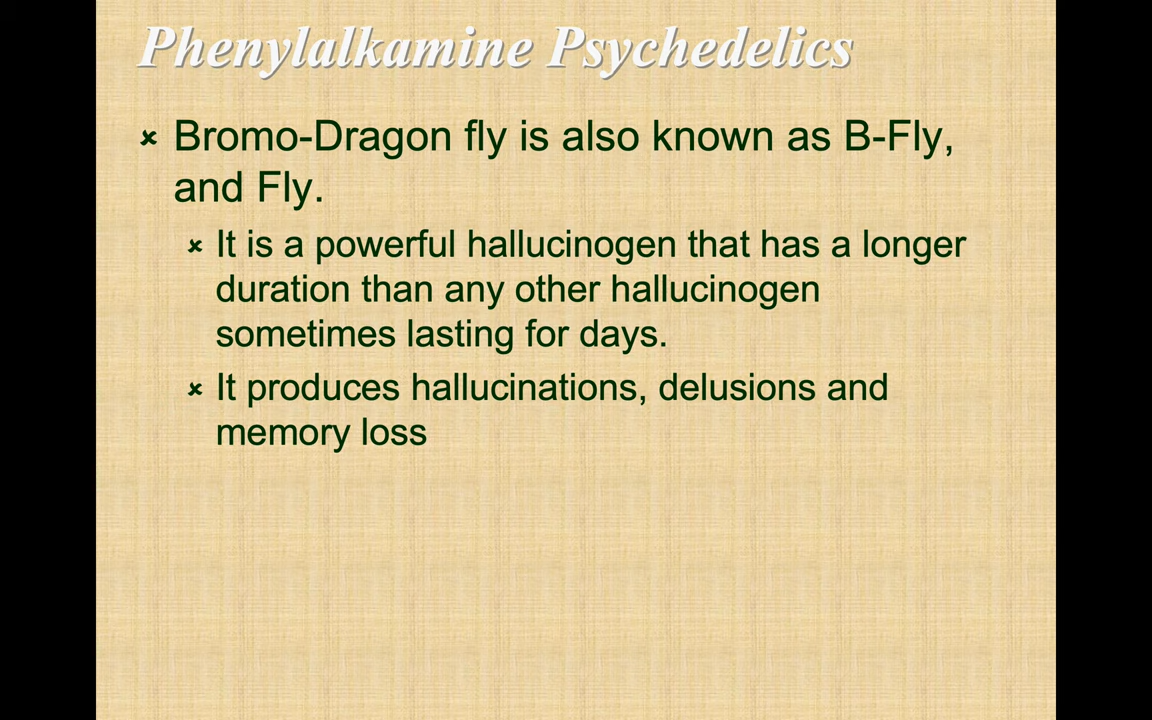 Phenylalkamine Psychedelics
Bromo-Dragon fly is also known as B-Fly,
and Fly.
It is a powerful hallucinogen that has a longer
duration than any other hallucinogen
sometimes lasting for days.
It produces hallucinations, delusions and
memory loss